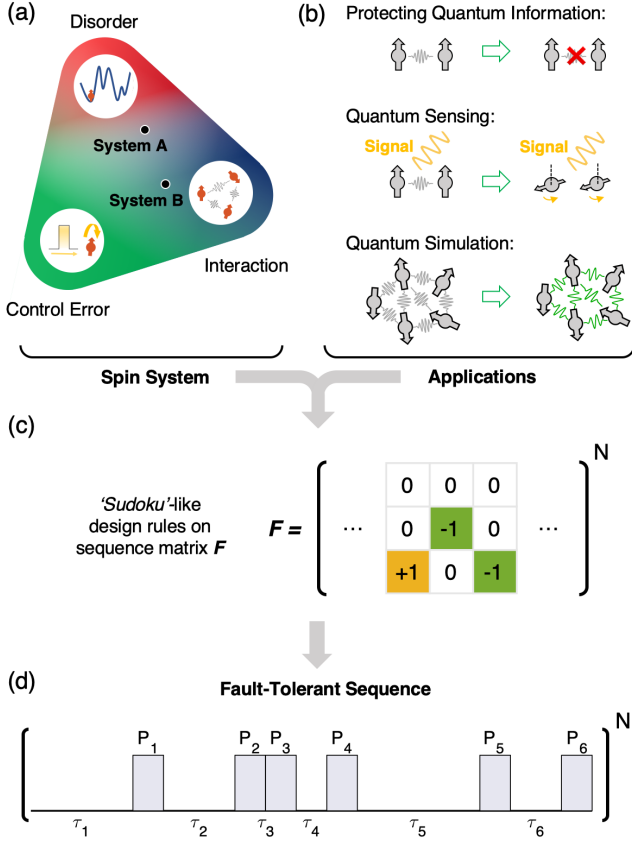 (a)
Disorder
System A
System B
Interaction
Control Error
(b)
Protecting Quantum Information:
Quantum Sensing:
Signal
Signal
Quantum Simulation:
Spin System
Applications
(c)
'Sudoku'-like
design rules on
sequence matrix F
F =
...
0 0 0
0 -1 0
+1 0 -1
...
N
(d)
Fault-Tolerant Sequence
N
P1 P2 P3 P4 P5 P6
τ1 τ2 τ3 τ4 τ5 τ6